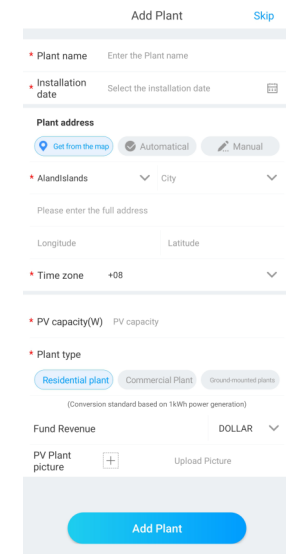 Add Plant Skip
* Plant name Enter the Plant name
* Installation date Select the installation date
Plant address
Get from the map Automatical Manual
* AlandIslands City
Please enter the full address
Longitude Latitude
* Time zone +08
* PV capacity(W) PV capacity
* Plant type
Residential plant Commercial Plant Ground-mounted plants
(Conversion standard based on 1kWh power generation)
Fund Revenue DOLLAR
PV Plant picture + Upload Picture
Add Plant